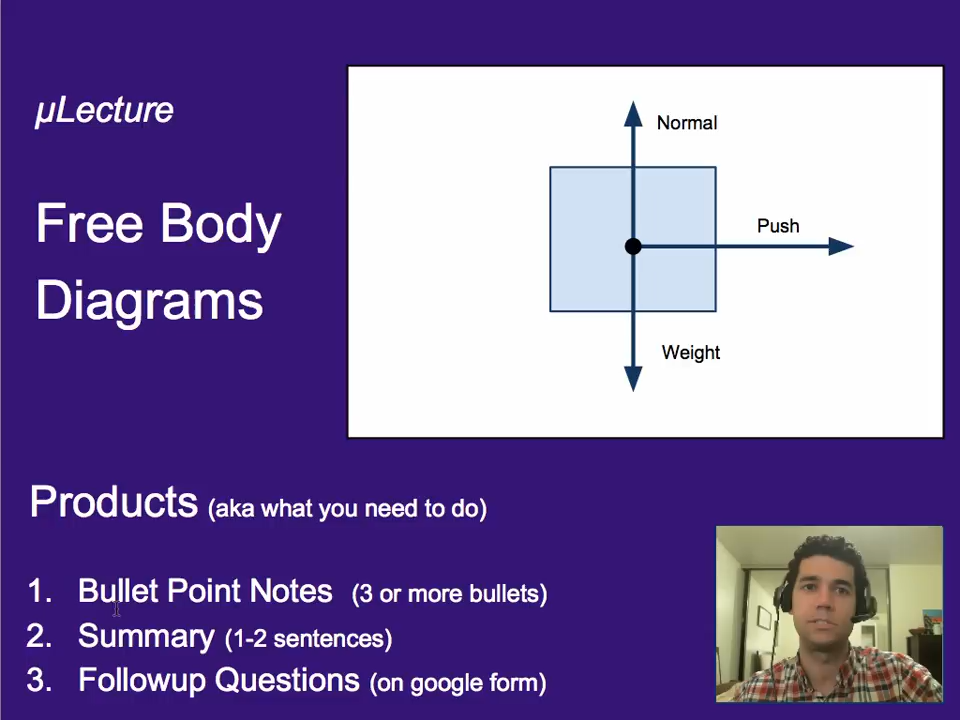 µLecture
Free Body
Diagrams
Normal
Push
Weight
Products (aka what you need to do)
1. Bullet Point Notes (3 or more bullets)
2. Summary (1-2 sentences)
3. Followup Questions (on google form)